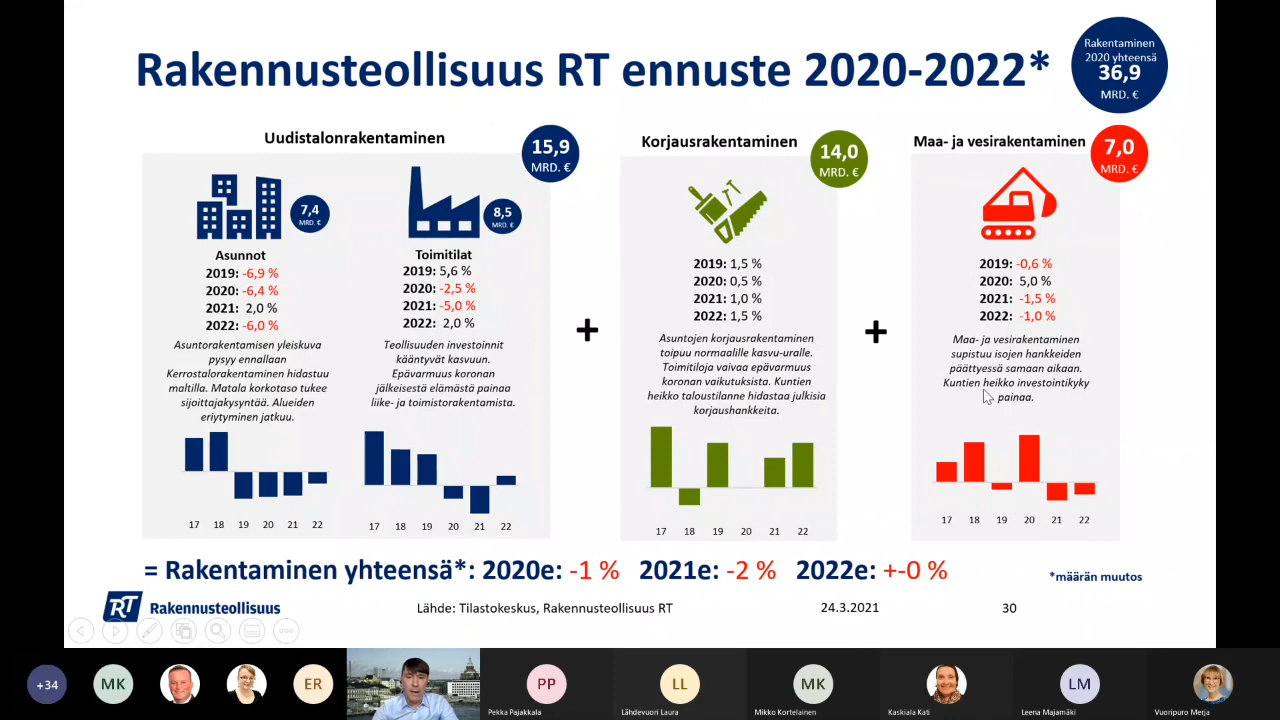 Rakennusteollisuus RT ennuste 2020-2022*
Rakentaminen
2020 yhteensä
36,9
MRD. €
Uudistalonrakentaminen
15,9
MRD. €
7,4
MRD. €
8,5
MRD. €
Asunnot
2019: -6,9 %
2020: -6,4 %
2021: 2,0 %
2022: -6,0 %
Asuntorakentamisen yleiskuva
pysyy ennallaan
Kerrostalorakentaminen hidastuu
maltilla. Matala korkotaso tukee
sijoittajakysyntää. Alueiden
eriytyminen jatkuu.
17 18 19 20 21 22
Toimitilat
2019: 5,6 %
2020: -2,5 %
2021: -5,0 %
2022: 2,0 %
Teollisuuden investoinnit
kääntyvät kasvuun.
Epävarmuus koronan
jälkeisestä elämästä painaa
liike- ja toimistorakentamista.
17 18 19 20 21 22
+
Korjausrakentaminen
14,0
MRD. €
2019: 1,5 %
2020: 0,5 %
2021: 1,0 %
2022: 1,5 %
Asuntojen korjausrakentaminen
toipuu normaalille kasvu-uralle.
Toimitiloja vaivaa epävarmuus
koronan vaikutuksista. Kuntien
heikko taloustilanne hidastaa julkisia
korjaushankkeita.
17 18 19 20 21 22
+
Maa- ja vesirakentaminen
7,0
MRD. €
2019: -0,6 %
2020: 5,0 %
2021: -1,5 %
2022: -1,0 %
Maa- ja vesirakentaminen
supistuu isojen hankkeiden
päättyessä samaan aikaan.
Kuntien heikko investointikyky
painaa.
17 18 19 20 21 22
= Rakentaminen yhteensä*: 2020e: -1 % 2021e: -2 % 2022e: +-0 %
*määrän muutos
RT Rakennusteollisuus
Lähde: Tilastokeskus, Rakennusteollisuus RT
24.3.2021
30
+34
MK
ER
PP
Pekka Pajakkala
LL
Lähdevuori Laura
MK
Mikko Kortelainen
Kaskiala Kati
LM
Leena Majamäki
Vuoripuro Merja